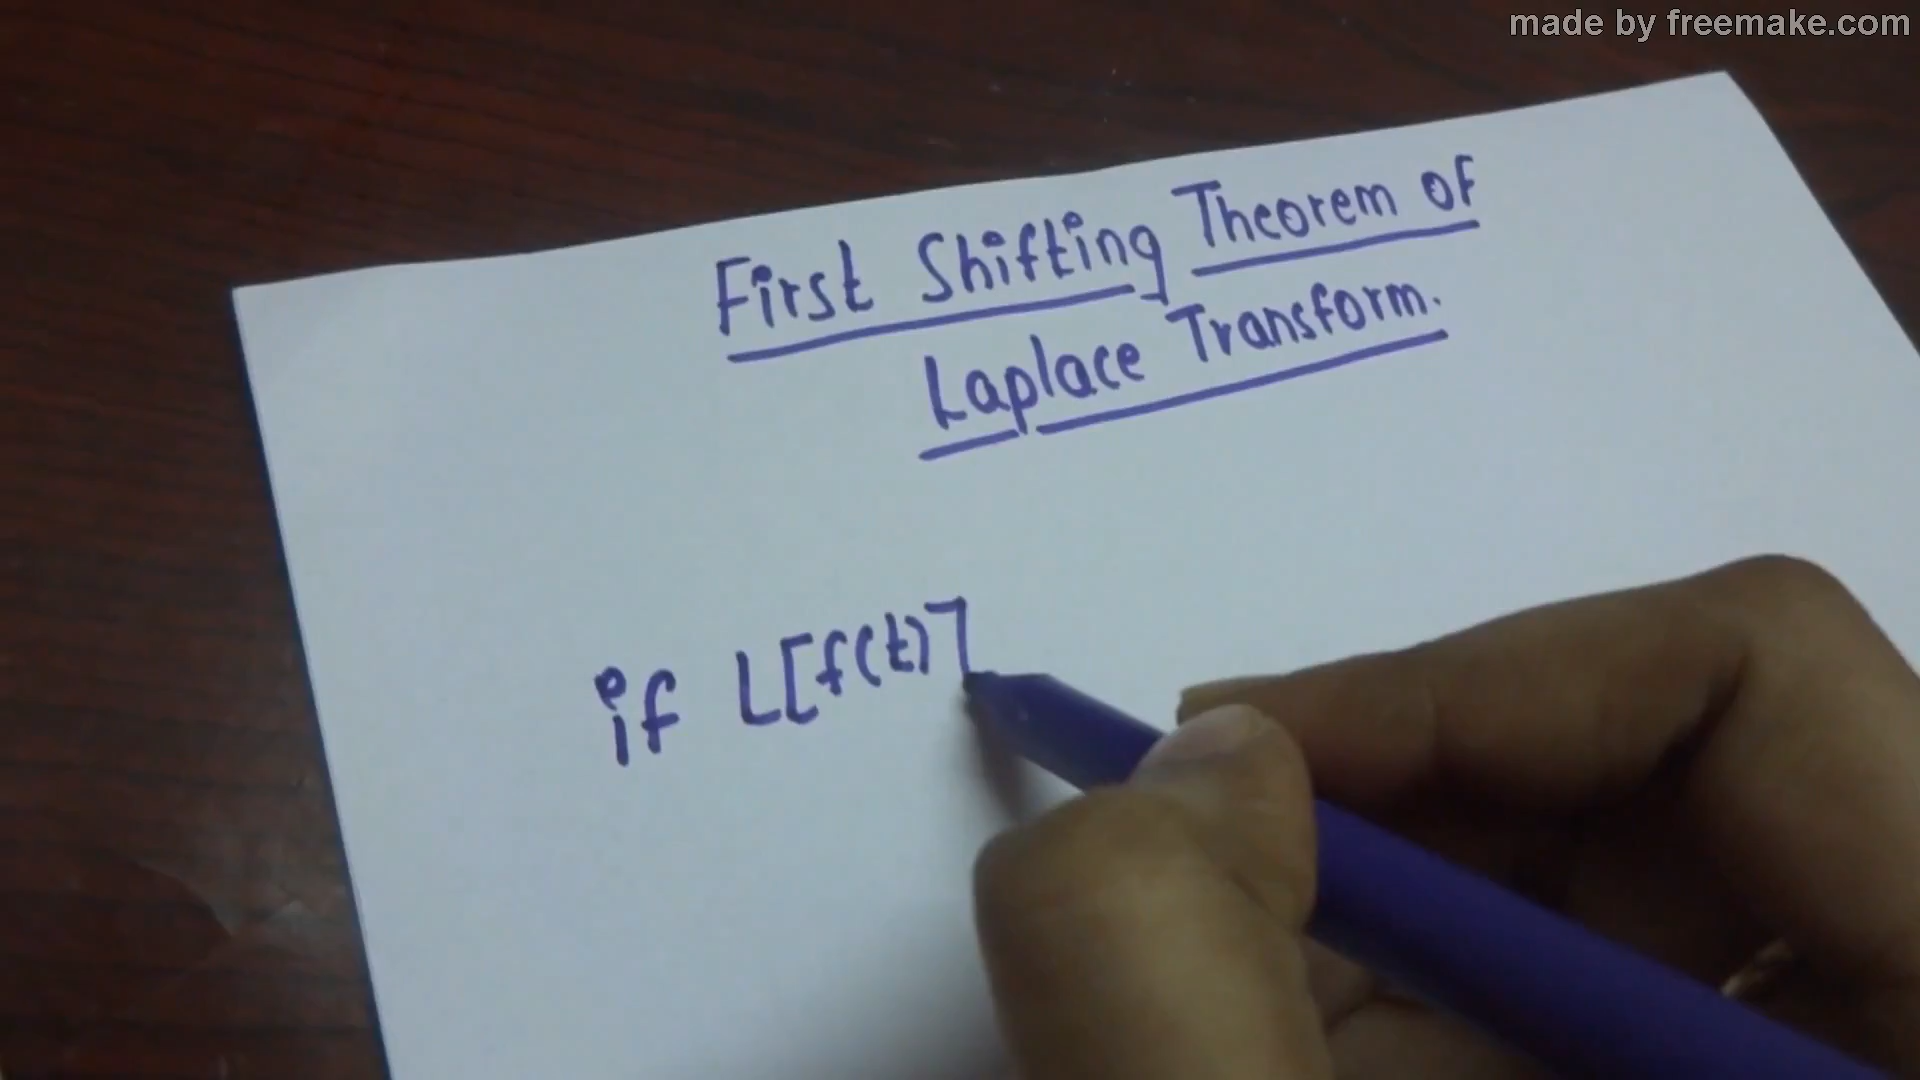 made by freemake.com
First Shifting Theorem of
Laplace Transform.
if L[f(t)]